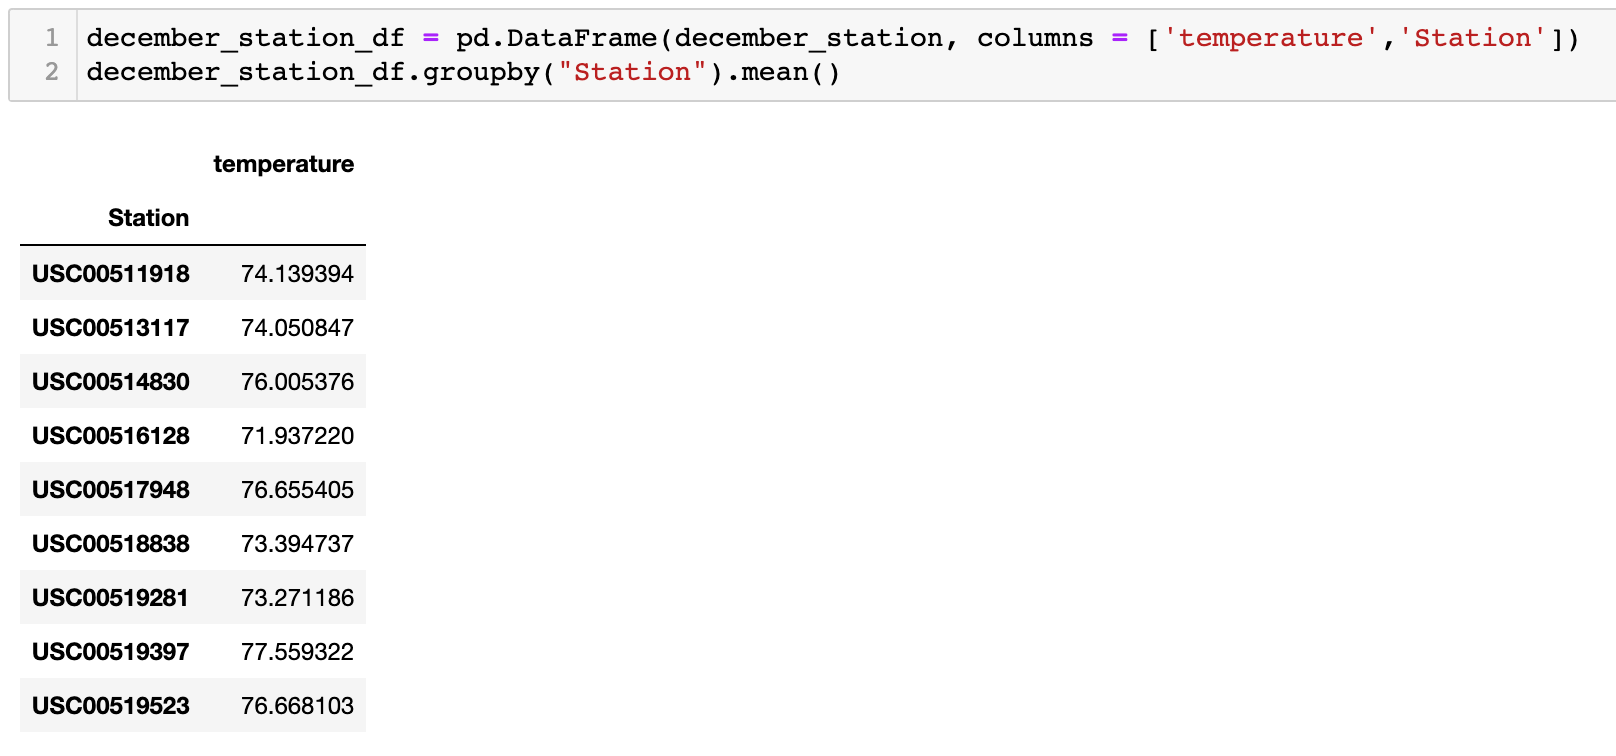 1 december_station_df = pd.DataFrame(december_station, columns = ['temperature','Station'])
2 december_station_df.groupby("Station").mean()
temperature
Station
USC00511918 74.139394
USC00513117 74.050847
USC00514830 76.005376
USC00516128 71.937220
USC00517948 76.655405
USC00518838 73.394737
USC00519281 73.271186
USC00519397 77.559322
USC00519523 76.668103